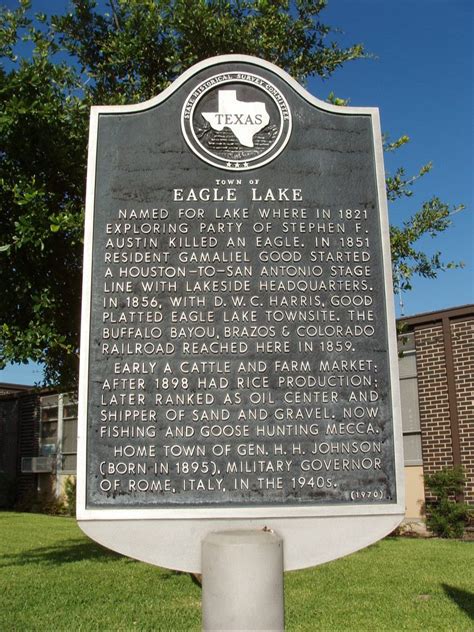 STATE HISTORICAL SURVEY COMMITTEE
TEXAS
TOWN OF
EAGLE LAKE
NAMED FOR LAKE WHERE IN 1821
EXPLORING PARTY OF STEPHEN F.
AUSTIN KILLED AN EAGLE. IN 1851
RESIDENT GAMALIEL GOOD STARTED
A HOUSTON-TO-SAN ANTONIO STAGE
LINE WITH LAKESIDE HEADQUARTERS.
IN 1856, WITH D.W.C. HARRIS, GOOD
PLATTED EAGLE LAKE TOWNSITE. THE
BUFFALO BAYOU, BRAZOS & COLORADO
RAILROAD REACHED HERE IN 1859.
EARLY A CATTLE AND FARM MARKET;
AFTER 1898 HAD RICE PRODUCTION;
LATER RANKED AS OIL CENTER AND
SHIPPER OF SAND AND GRAVEL. NOW
FISHING AND GOOSE HUNTING MECCA.
HOME TOWN OF GEN. H. H. JOHNSON
(BORN IN 1895), MILITARY GOVERNOR
OF ROME, ITALY, IN THE 1940s.
(1970)